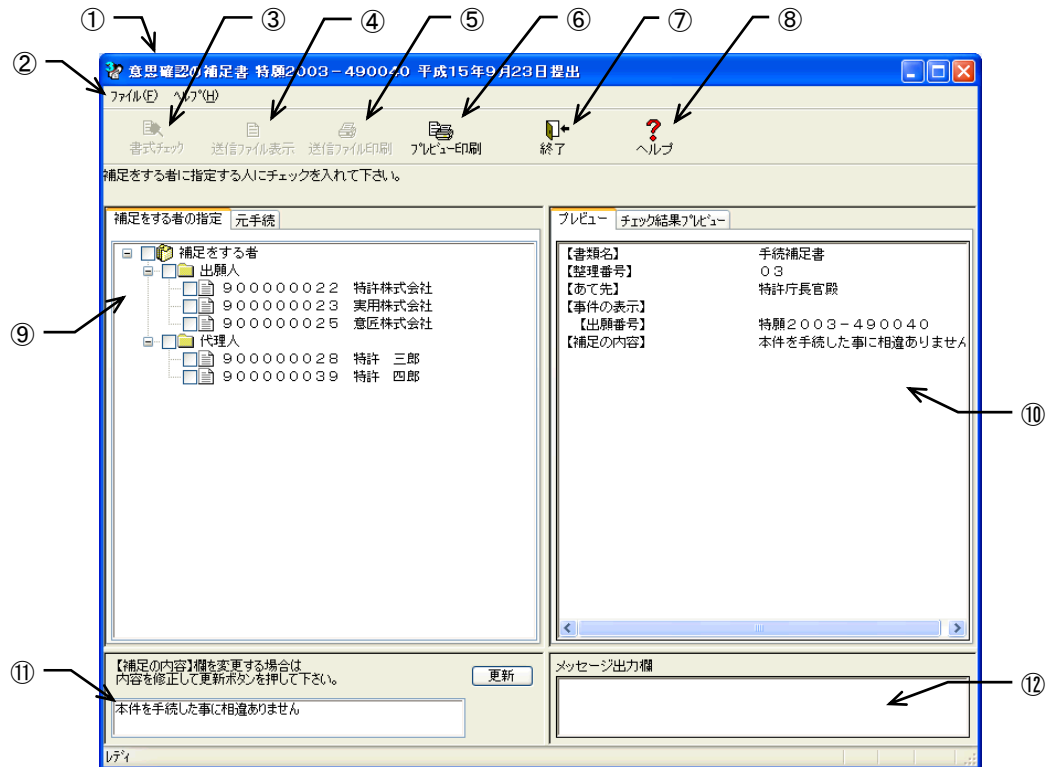 ① ④ ⑤ ⑥ ⑦ ⑧
② ③
意思確認の補足書 特願2003-490040 平成15年9月23日提出
ファイル(F) ヘルプ(H)
書式チェック 送信ファイル表示 送信ファイル印刷 プレビュー印刷 終了 ヘルプ
補足をする者に指定する人にチェックを入れて下さい。
補足をする者の指定 元手続
補足をする者
出願人
900000022 特許株式会社
900000023 実用株式会社
900000025 意匠株式会社
代理人
900000028 特許 三郎
900000039 特許 四郎
⑨
プレビュー チェック結果プレビュー
【書類名】 手続補足書
【整理番号】 03
【あて先】 特許庁長官殿
【事件の表示】
【出願番号】 特願2003-490040
【補足の内容】 本件を手続した事に相違ありません
⑩
⑪
【補足の内容】欄を変更する場合は
内容を修正して更新ボタンを押して下さい。
更新
本件を手続した事に相違ありません
メッセージ出力欄
⑫
レディ